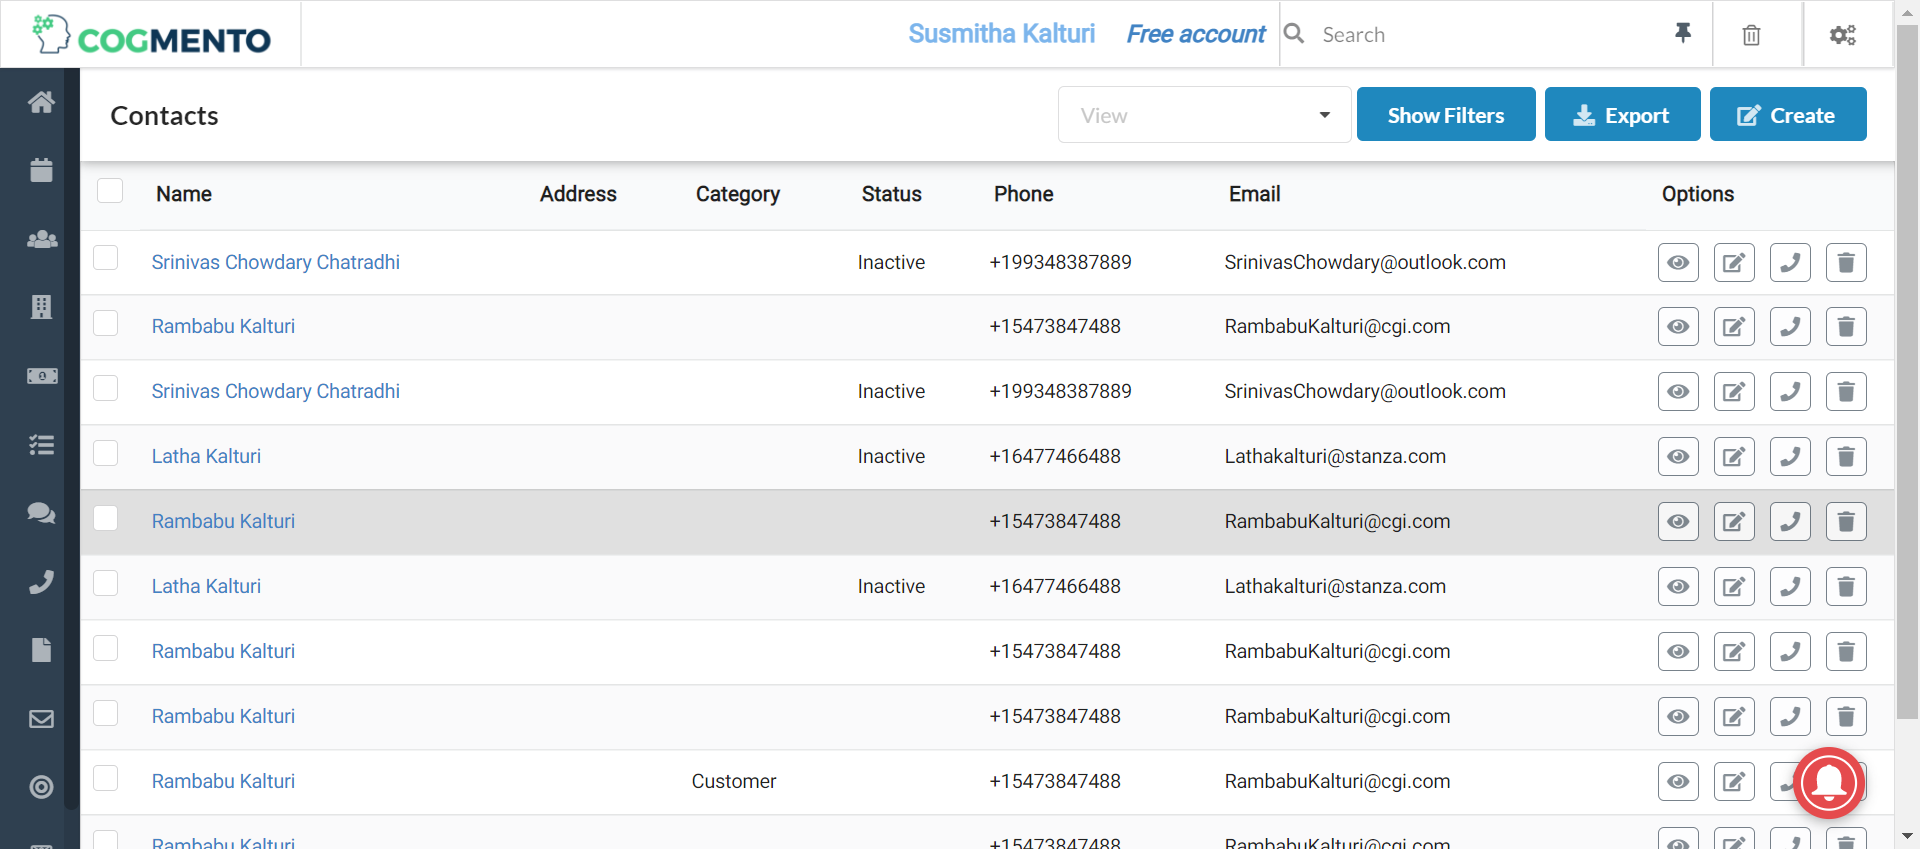 COGMENTO
Susmitha Kalturi Free account Search
Contacts View Show Filters Export Create
Name Address Category Status Phone Email Options
Srinivas Chowdary Chatradhi Inactive +199348387889 SrinivasChowdary@outlook.com
Rambabu Kalturi +15473847488 RambabuKalturi@cgi.com
Srinivas Chowdary Chatradhi Inactive +199348387889 SrinivasChowdary@outlook.com
Latha Kalturi Inactive +16477466488 Lathakalturi@stanza.com
Rambabu Kalturi +15473847488 RambabuKalturi@cgi.com
Latha Kalturi Inactive +16477466488 Lathakalturi@stanza.com
Rambabu Kalturi +15473847488 RambabuKalturi@cgi.com
Rambabu Kalturi +15473847488 RambabuKalturi@cgi.com
Rambabu Kalturi Customer +15473847488 RambabuKalturi@cgi.com
Rambabu Kalturi +15473847488 RambabuKalturi@cgi.com